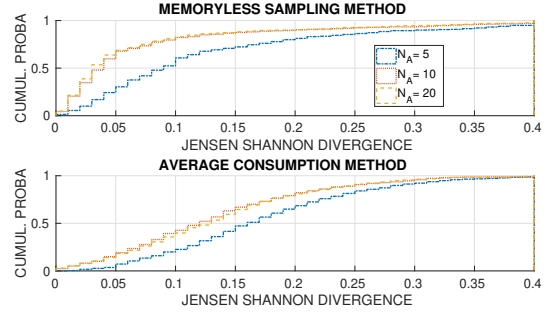 MEMORYLESS SAMPLING METHOD
CUMUL. PROBA
1
0.5
0
N_A= 5
N_A= 10
N_A= 20
0 0.05 0.1 0.15 0.2 0.25 0.3 0.35 0.4
JENSEN SHANNON DIVERGENCE
AVERAGE CONSUMPTION METHOD
CUMUL. PROBA
1
0.5
0
0 0.05 0.1 0.15 0.2 0.25 0.3 0.35 0.4
JENSEN SHANNON DIVERGENCE